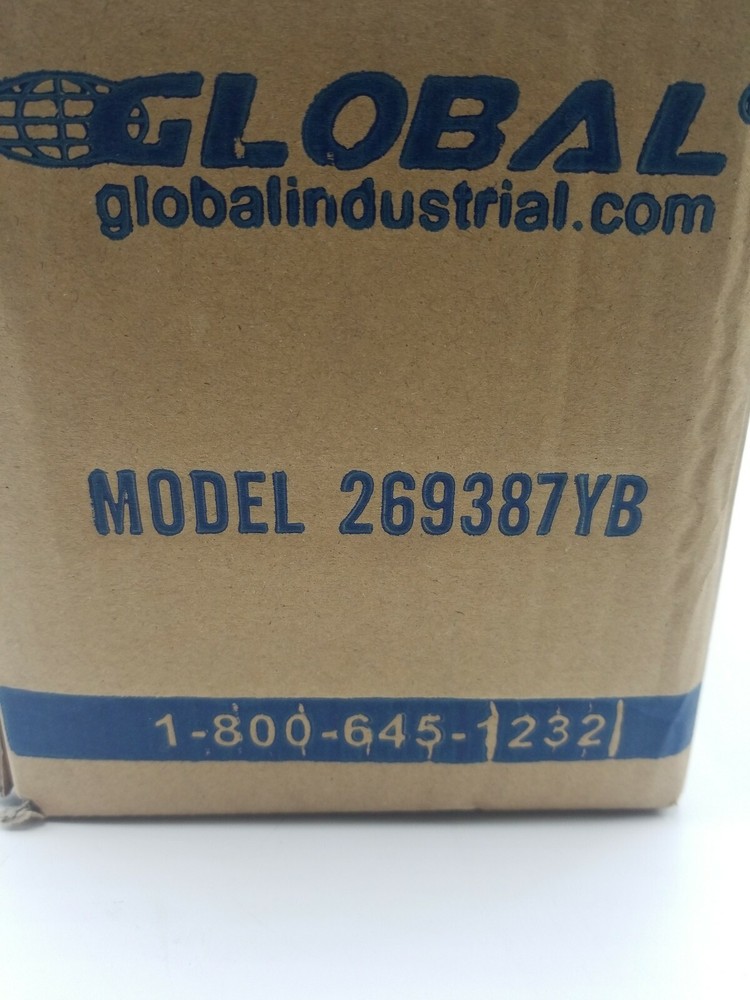 GLOBAL
globalindustrial.com
MODEL 269387YB
1-800-645-1232